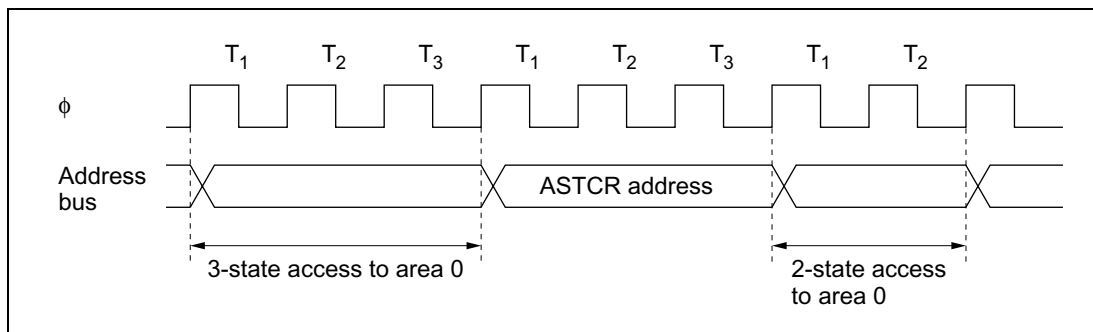 T1 T2 T3 T1 T2 T3 T1 T2
ϕ
Address
bus
ASTCR address
3-state access to area 0
2-state access
to area 0